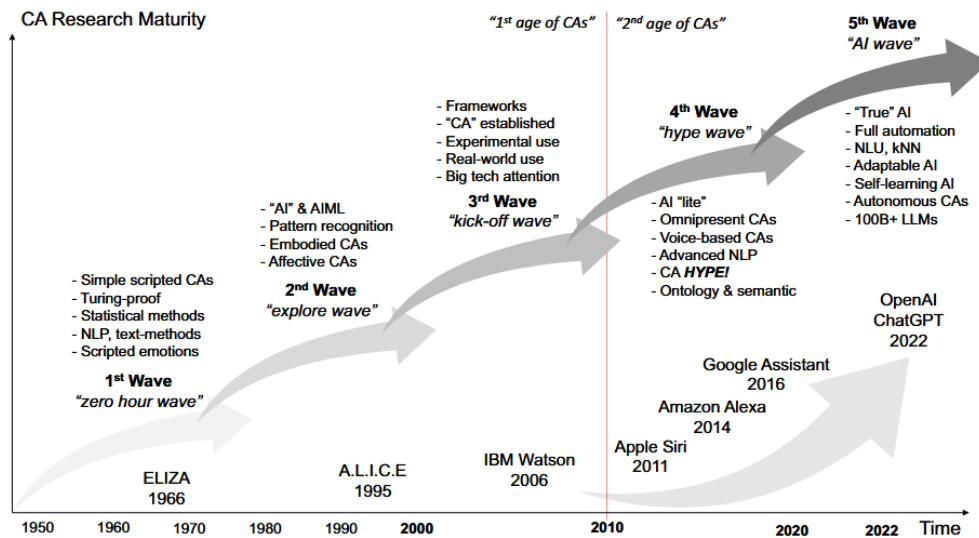 CA Research Maturity
"1st age of CAs"
"2nd age of CAs"
5th Wave
"AI wave"
- "True" AI
- Full automation
- NLU, kNN
- Adaptable AI
- Self-learning AI
- Autonomous CAs
- 100B+ LLMs
4th Wave
"hype wave"
- AI "lite"
- Omnipresent CAs
- Voice-based CAs
- Advanced NLP
- CA HYPE!
- Ontology & semantic
- Frameworks
- "CA" established
- Experimental use
- Real-world use
- Big tech attention
3rd Wave
"kick-off wave"
- "AI" & AIML
- Pattern recognition
- Embodied CAs
- Affective CAs
2nd Wave
"explore wave"
- Simple scripted CAs
- Turing-proof
- Statistical methods
- NLP, text-methods
- Scripted emotions
1st Wave
"zero hour wave"
ELIZA
1966
A.L.I.C.E
1995
IBM Watson
2006
Apple Siri
2011
Amazon Alexa
2014
Google Assistant
2016
OpenAI
ChatGPT
2022
1950 1960 1970 1980 1990 2000 2010 2020 2022 Time